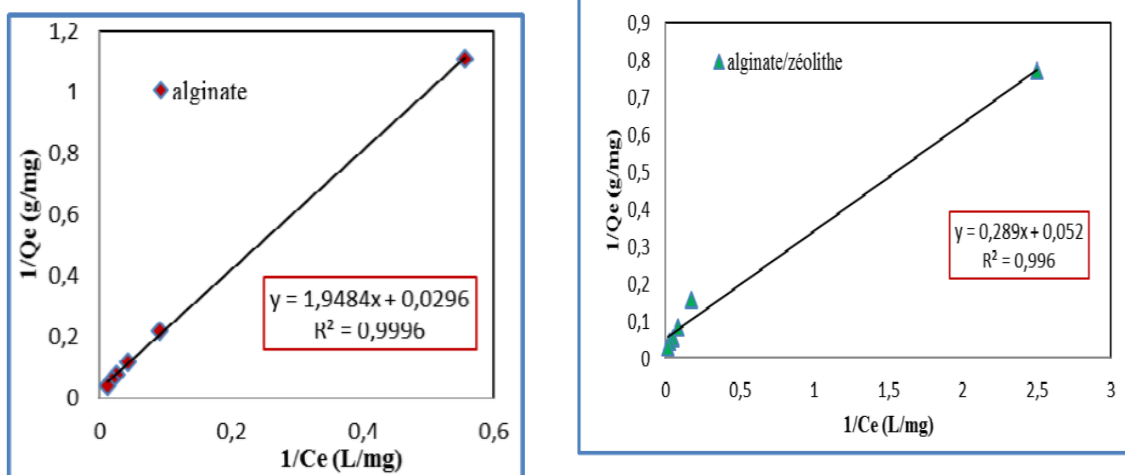 1,2
1
0,8
0,6
0,4
0,2
0
1/Qe (g/mg)
alginate
y = 1,9484x + 0,0296
R² = 0,9996
0 0,2 0,4 0,6
1/Ce (L/mg)
0,9
0,8
0,7
0,6
0,5
0,4
0,3
0,2
0,1
0
1/Qe (g/mg)
alginate/zéolithe
y = 0,289x + 0,052
R² = 0,996
0 0,5 1 1,5 2 2,5 3
1/Ce (L/mg)